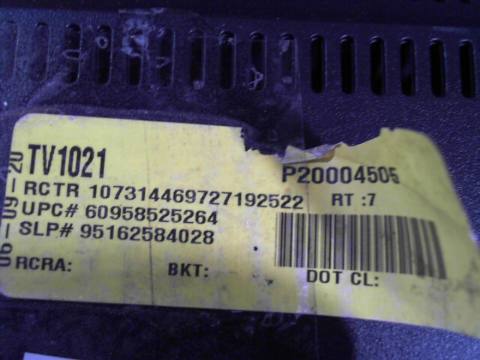 TV1021
P20004505
RCTR 107314469727192522 RT :7
UPC# 60958525264
SLP# 95162584028
RCRA: BKT: DOT CL:
06-09-20